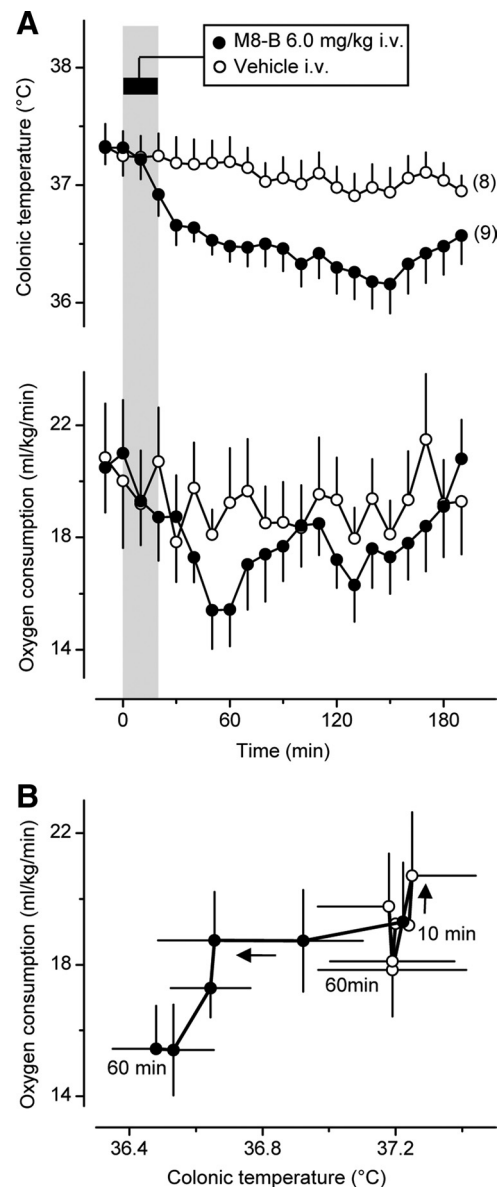 A
M8-B 6.0 mg/kg i.v.
Vehicle i.v.
Colonic temperature (°C)
38
37
36
(8)
(9)
Oxygen consumption (ml/kg/min)
22
18
14
0
60
120
180
Time (min)
B
Oxygen consumption (ml/kg/min)
22
18
14
10 min
60min
60 min
36.4
36.8
37.2
Colonic temperature (°C)